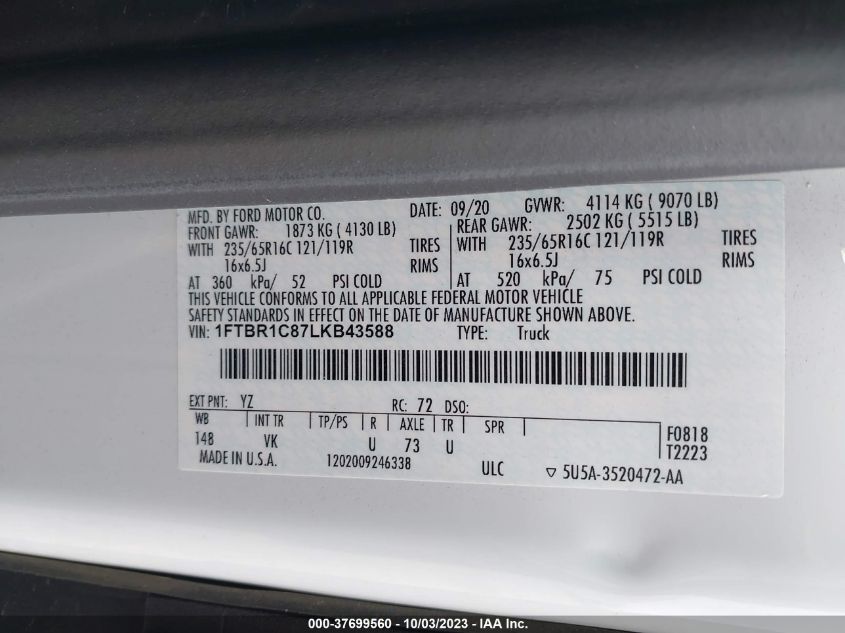 MFD. BY FORD MOTOR CO. DATE: 09/20 GVWR: 4114 KG ( 9070 LB)
FRONT GAWR: 1873 KG ( 4130 LB) REAR GAWR: 2502 KG ( 5515 LB)
WITH 235/65R16C 121/119R TIRES WITH 235/65R16C 121/119R TIRES
16x6.5J RIMS 16x6.5J RIMS
AT 360 kPa/ 52 PSI COLD AT 520 kPa/ 75 PSI COLD
THIS VEHICLE CONFORMS TO ALL APPLICABLE FEDERAL MOTOR VEHICLE
SAFETY STANDARDS IN EFFECT ON THE DATE OF MANUFACTURE SHOWN ABOVE.
VIN: 1FTBR1C87LKB43588 TYPE: Truck
EXT PNT: YZ RC: 72 DSO:
WB INT TR TP/PS R AXLE TR SPR F0818
148 VK U 73 U T2223
MADE IN U.S.A. 1202009246338 ULC 5U5A-3520472-AA
000-37699560 - 10/03/2023 - IAA Inc.